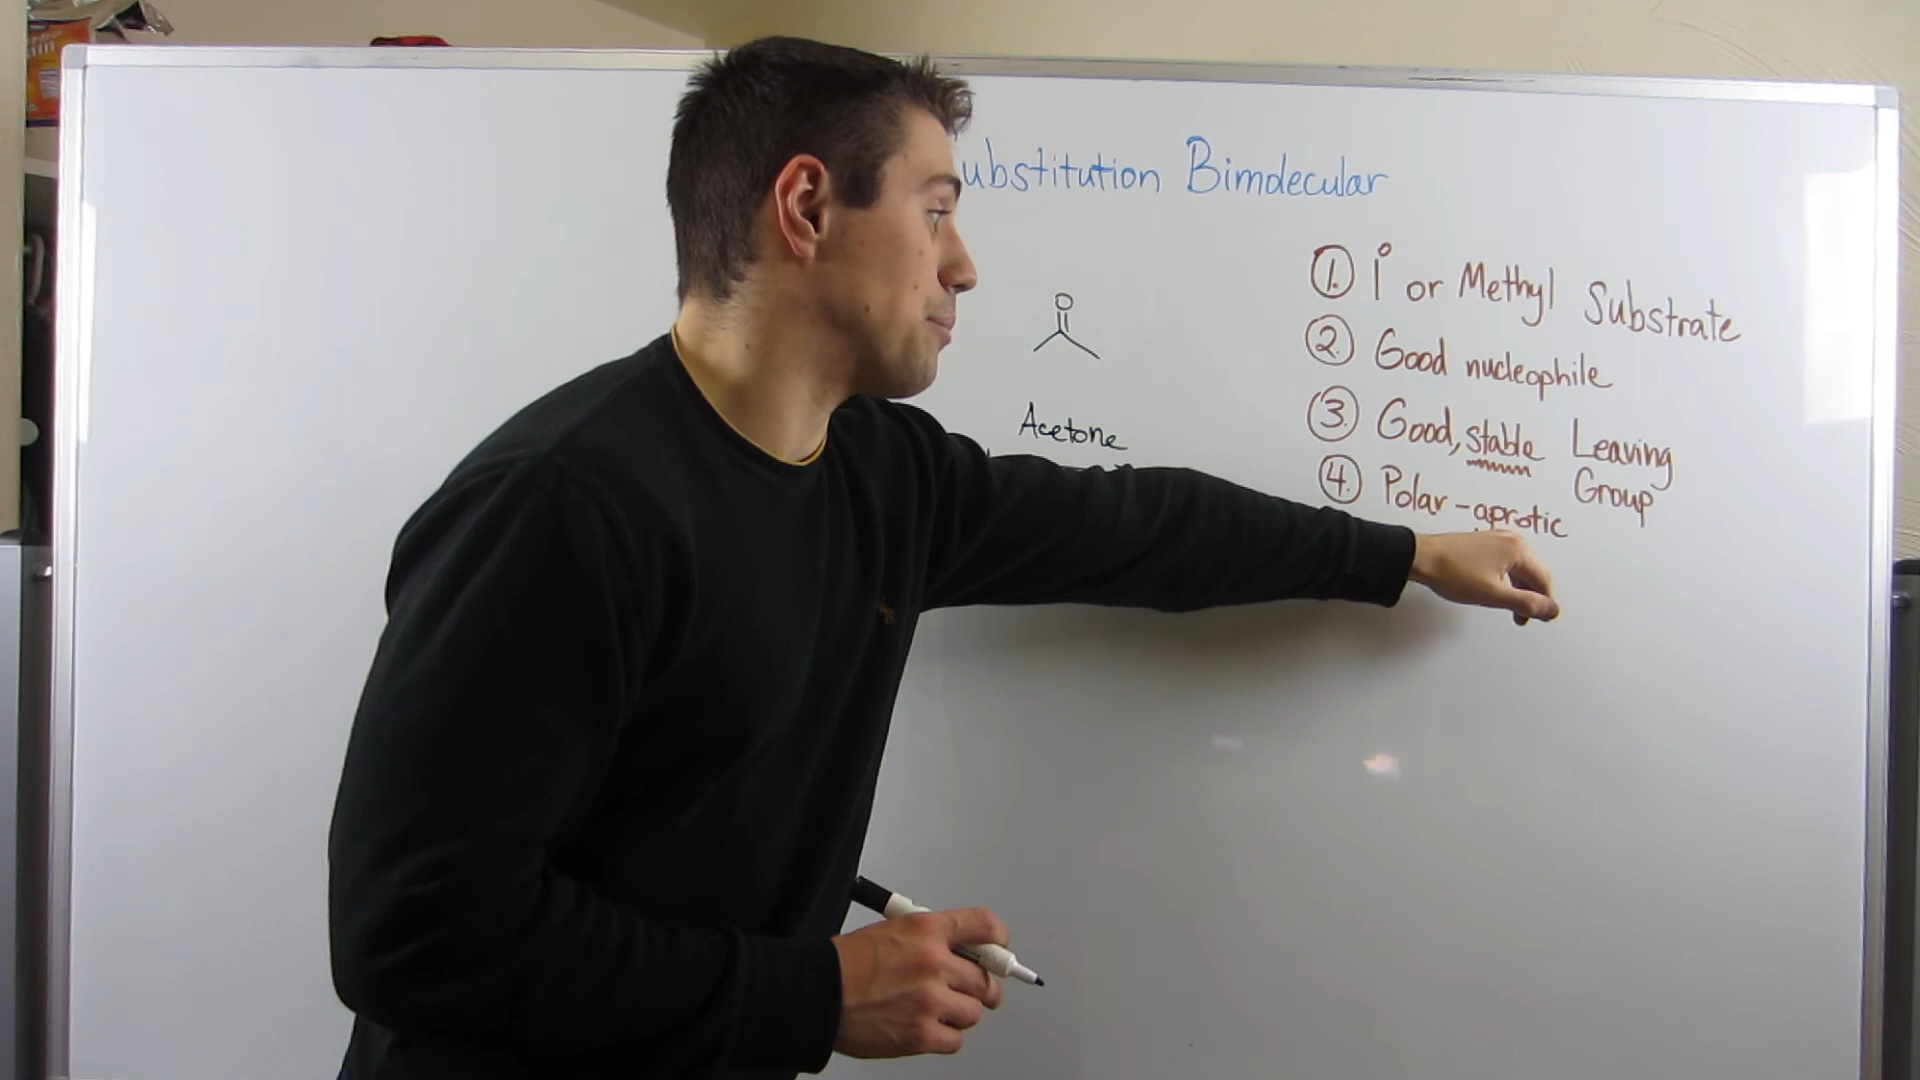 ubstitution Bimolecular
O
Acetone
1. 1° or Methyl Substrate
2. Good nucleophile
3. Good, stable Leaving
Group
4. Polar-aprotic